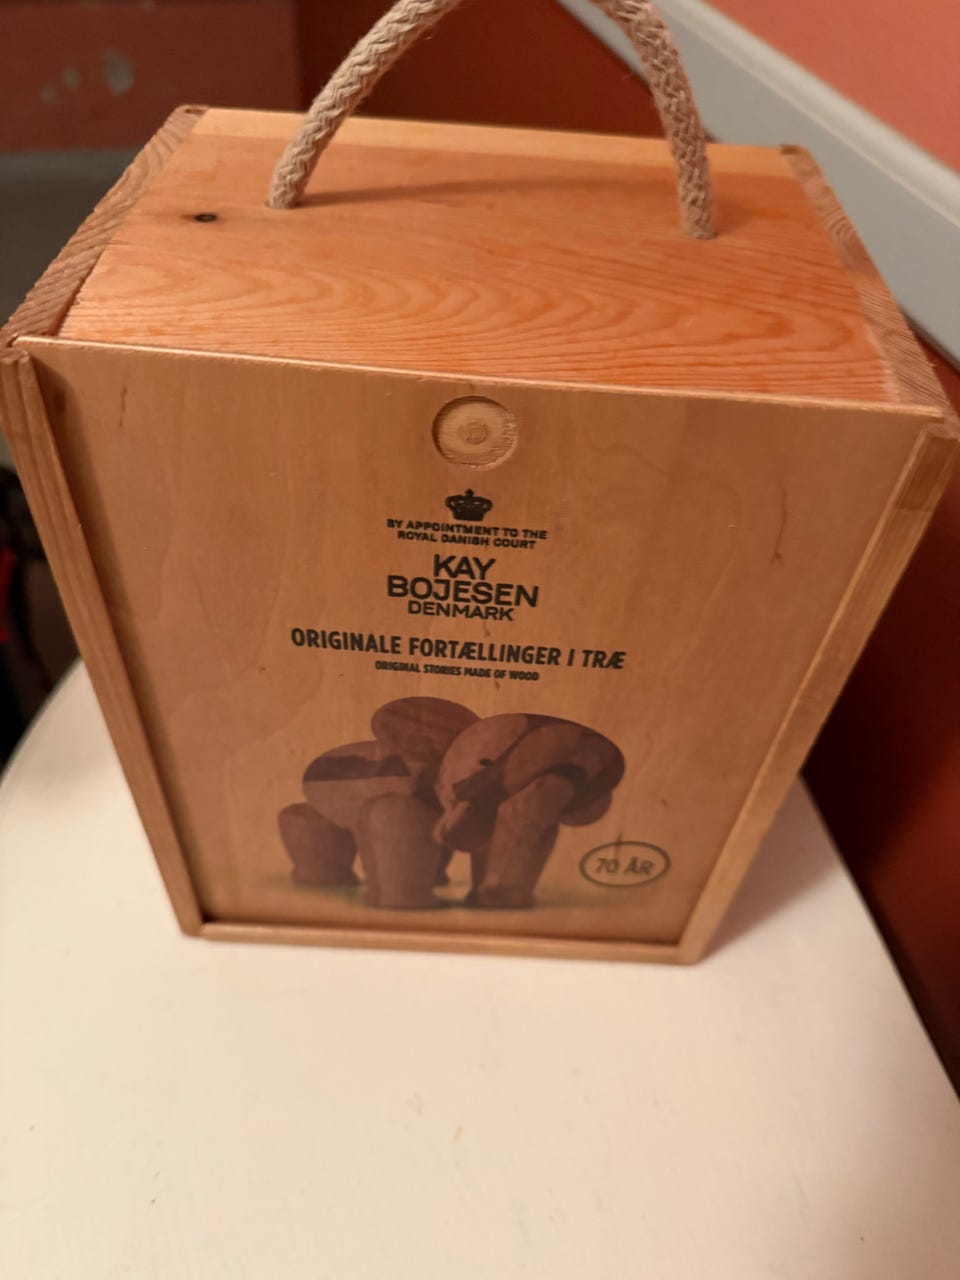 BY APPOINTMENT TO THE
ROYAL DANISH COURT
KAY
BOJESEN
DENMARK
ORIGINALE FORTÆLLINGER I TRÆ
ORIGINAL STORIES MADE OF WOOD
70 ÅR